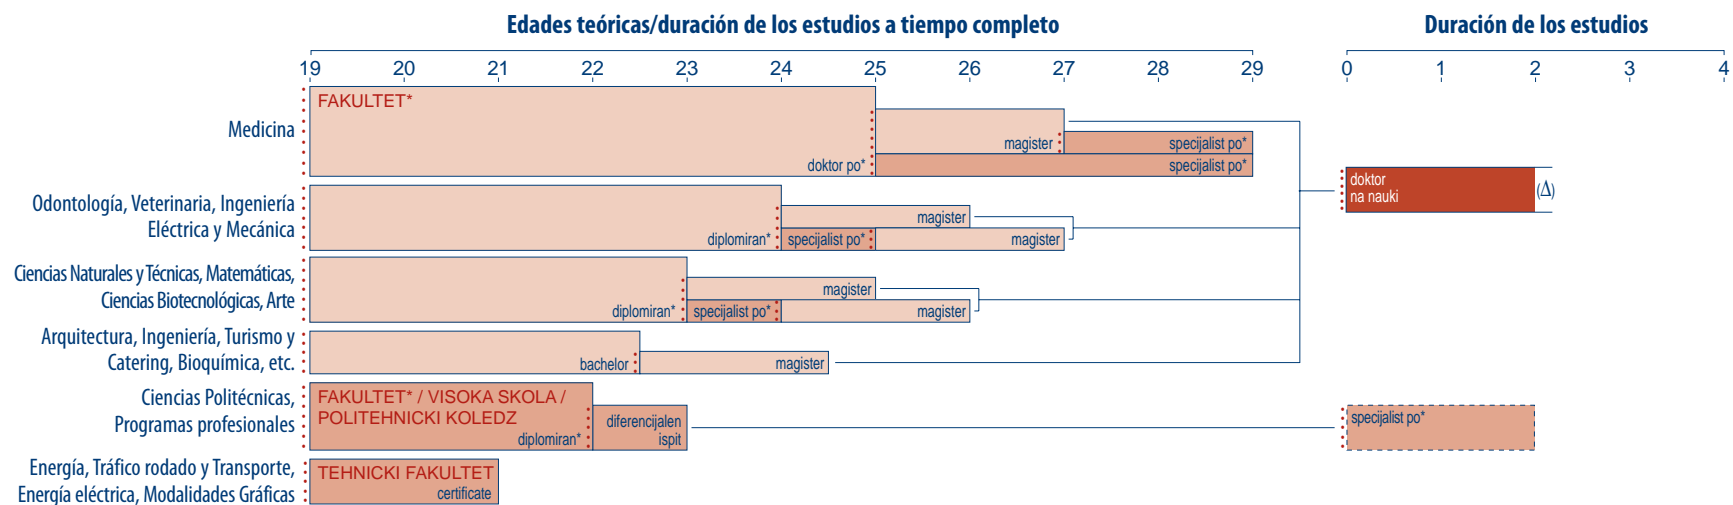 Edades teóricas/duración de los estudios a tiempo completo
Duración de los estudios
19 20 21 22 23 24 25 26 27 28 29
0 1 2 3 4
Medicina
FAKULTET*
doktor po*
magister
specijalist po*
specijalist po*
doktor
na nauki
(Δ)
Odontología, Veterinaria, Ingeniería
Eléctrica y Mecánica
diplomiran*
magister
specijalist po*
magister
Ciencias Naturales y Técnicas, Matemáticas,
Ciencias Biotecnológicas, Arte
diplomiran*
magister
specijalist po*
magister
Arquitectura, Ingeniería, Turismo y
Catering, Bioquímica, etc.
bachelor
magister
Ciencias Politécnicas,
Programas profesionales
FAKULTET* / VISOKA SKOLA /
POLITEHNICKI KOLEDZ
diplomiran*
diferencijalen
ispit
specijalist po*
Energía, Tráfico rodado y Transporte,
Energía eléctrica, Modalidades Gráficas
TEHNICKI FAKULTET
certificate